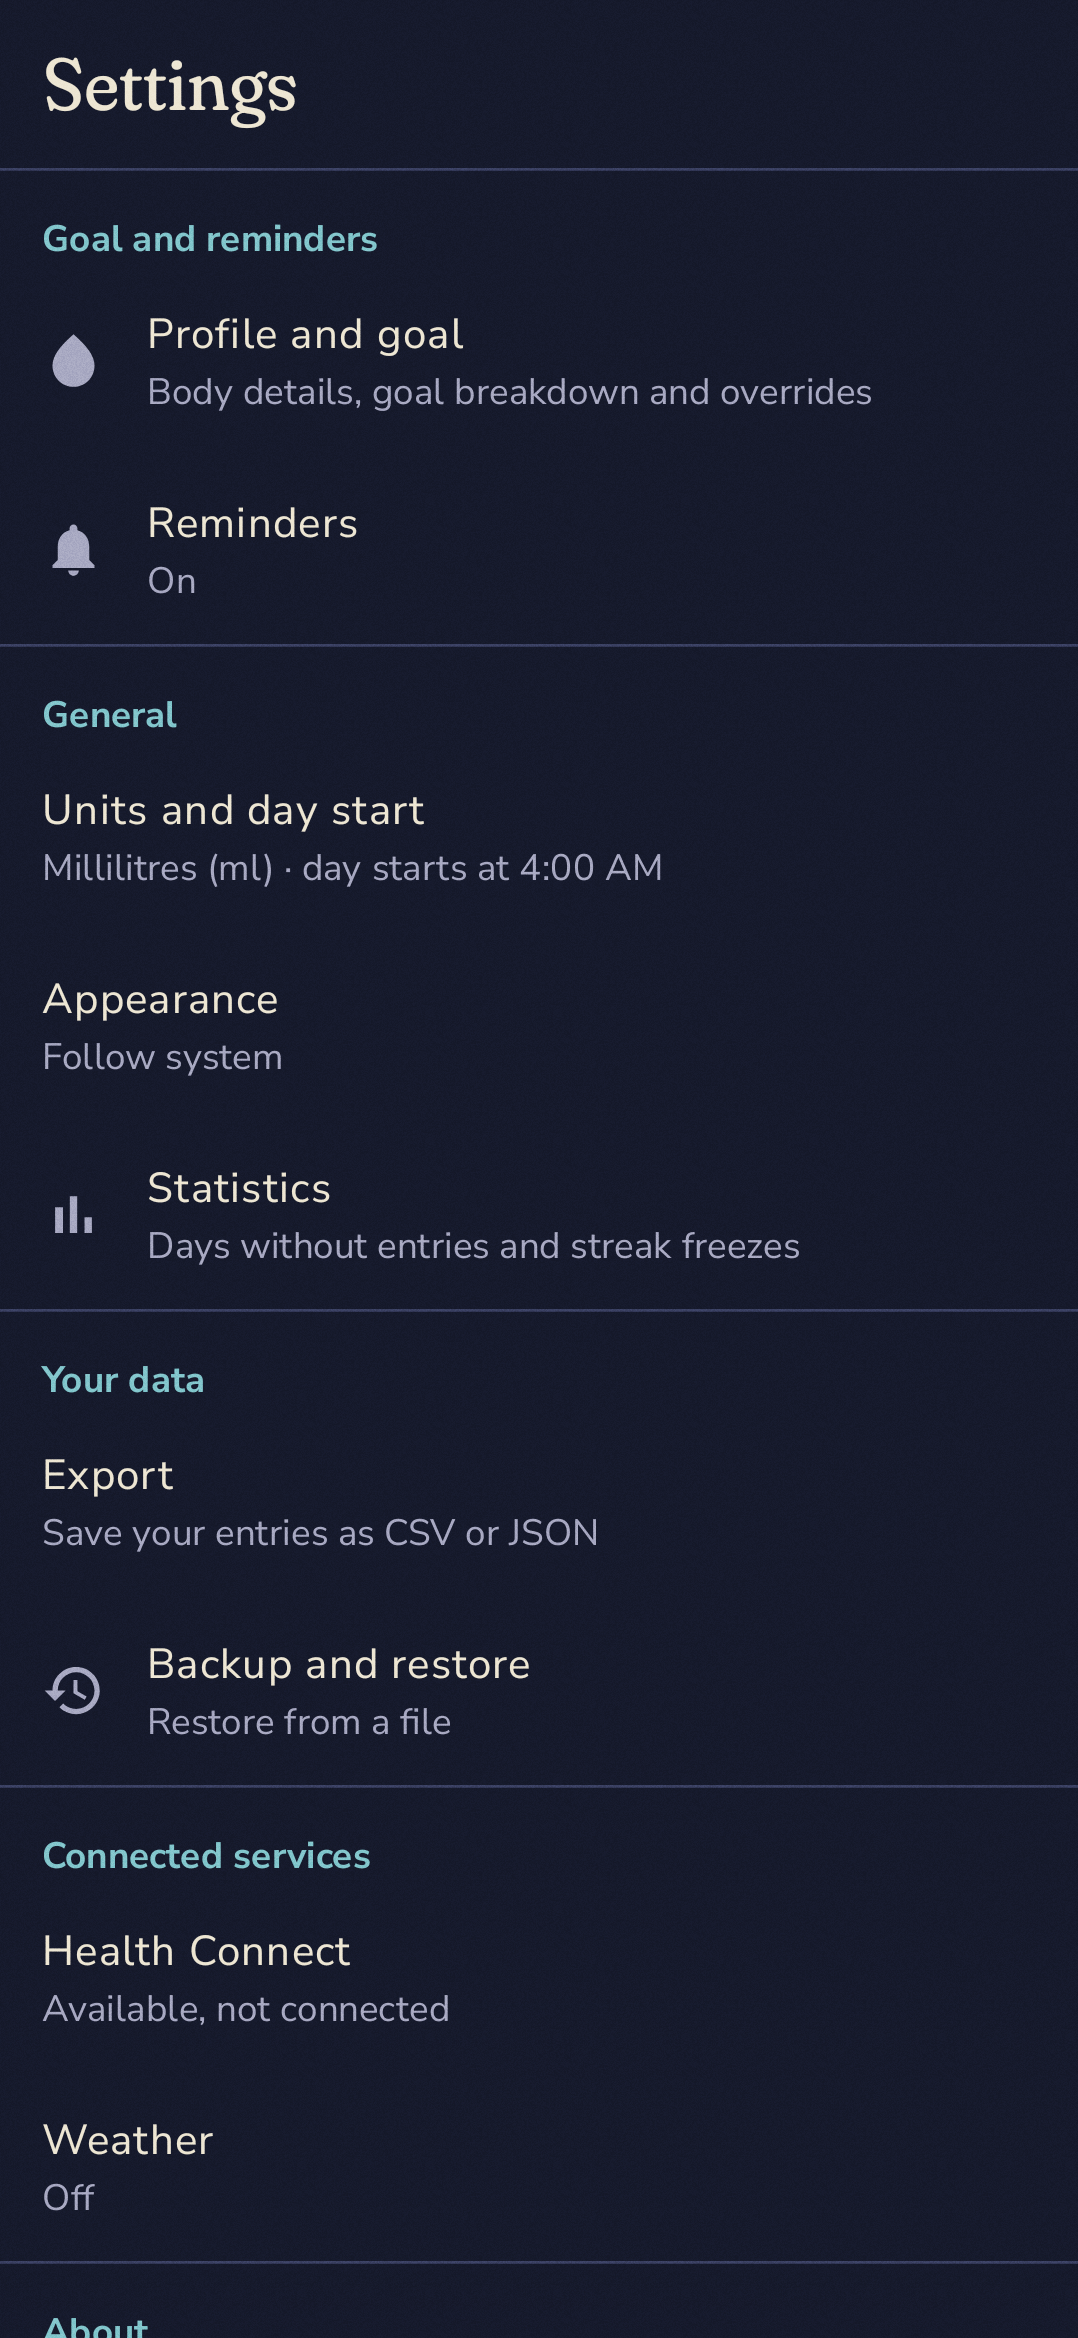 Settings
Goal and reminders
Profile and goal
Body details, goal breakdown and overrides
Reminders
On
General
Units and day start
Millilitres (ml) · day starts at 4:00 AM
Appearance
Follow system
Statistics
Days without entries and streak freezes
Your data
Export
Save your entries as CSV or JSON
Backup and restore
Restore from a file
Connected services
Health Connect
Available, not connected
Weather
Off
About